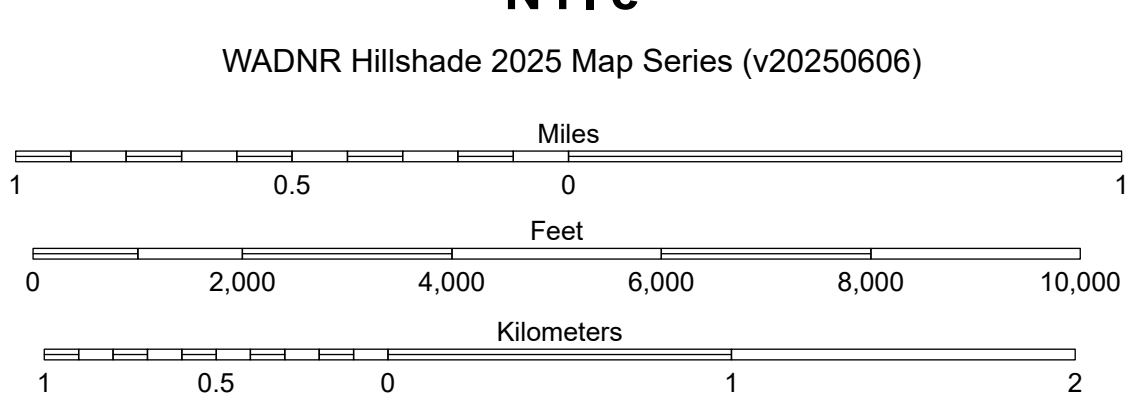 WADNR Hillshade 2025 Map Series (v20250606)
Miles
1 0.5 0 1
Feet
0 2,000 4,000 6,000 8,000 10,000
Kilometers
1 0.5 0 1 2